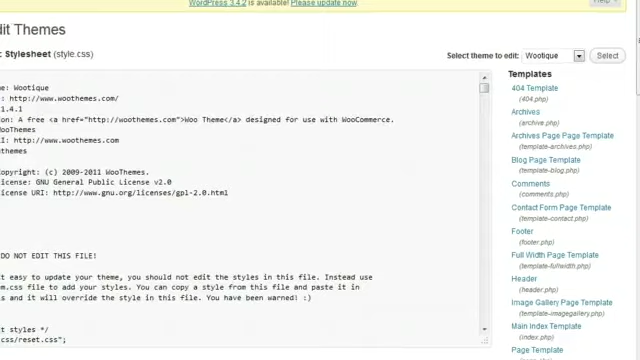 WordPress 3.4.2 is available! Please update now.
Help
dit Themes
: Stylesheet (style.css)
Select theme to edit: Wootique Select
e: Wootique
: http://www.woothemes.com/
1.4.1
on: A free <a href="http://woothemes.com">Woo Theme</a> designed for use with WooCommerce.
ooThemes
I: http://www.woothemes.com
othemes
opyright: (c) 2009-2011 WooThemes.
icense: GNU General Public License v2.0
icense URI: http://www.gnu.org/licenses/gpl-2.0.html
DO NOT EDIT THIS FILE!
t easy to update your theme, you should not edit the styles in this file. Instead use
m.css file to add your styles. You can copy a style from this file and paste it in
s and it will override the style in this file. You have been warned! :)
t styles */
css/reset.css";
Templates
404 Template
(404.php)
Archives
(archive.php)
Archives Page Page Template
(template-archives.php)
Blog Page Template
(template-blog.php)
Comments
(comments.php)
Contact Form Page Template
(template-contact.php)
Footer
(footer.php)
Full Width Page Template
(template-fullwidth.php)
Header
(header.php)
Image Gallery Page Template
(template-imagegallery.php)
Main Index Template
(index.php)
Page Template